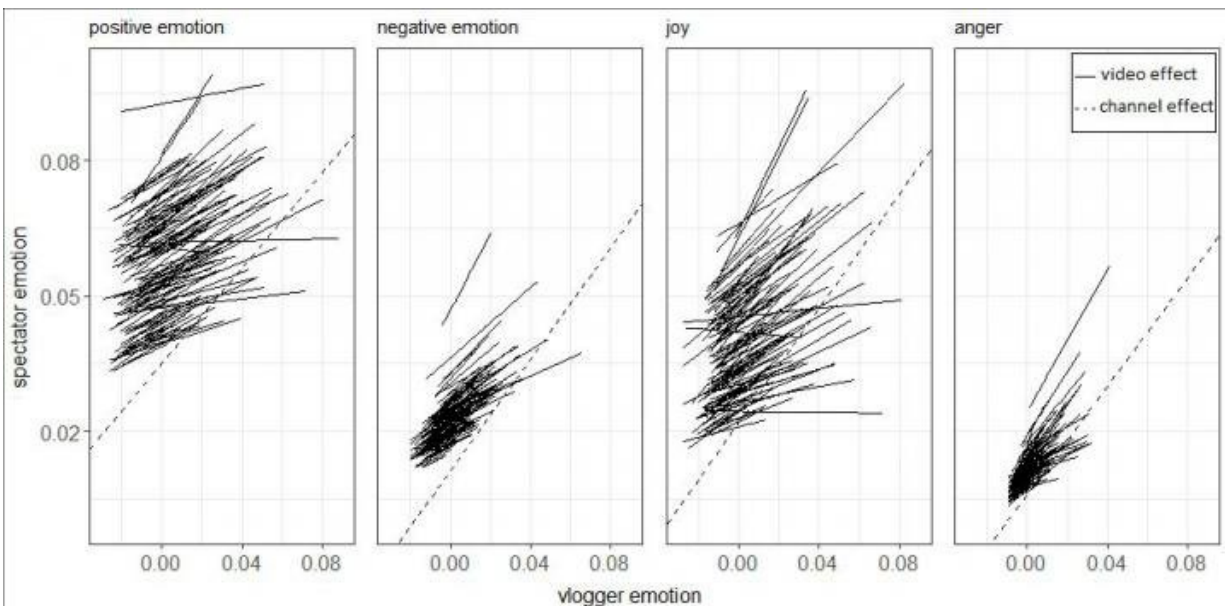 positive emotion
negative emotion
joy
anger
video effect
channel effect
0.08
0.05
0.02
spectator emotion
0.00 0.04 0.08
0.00 0.04 0.08
0.00 0.04 0.08
0.00 0.04 0.08
vlogger emotion